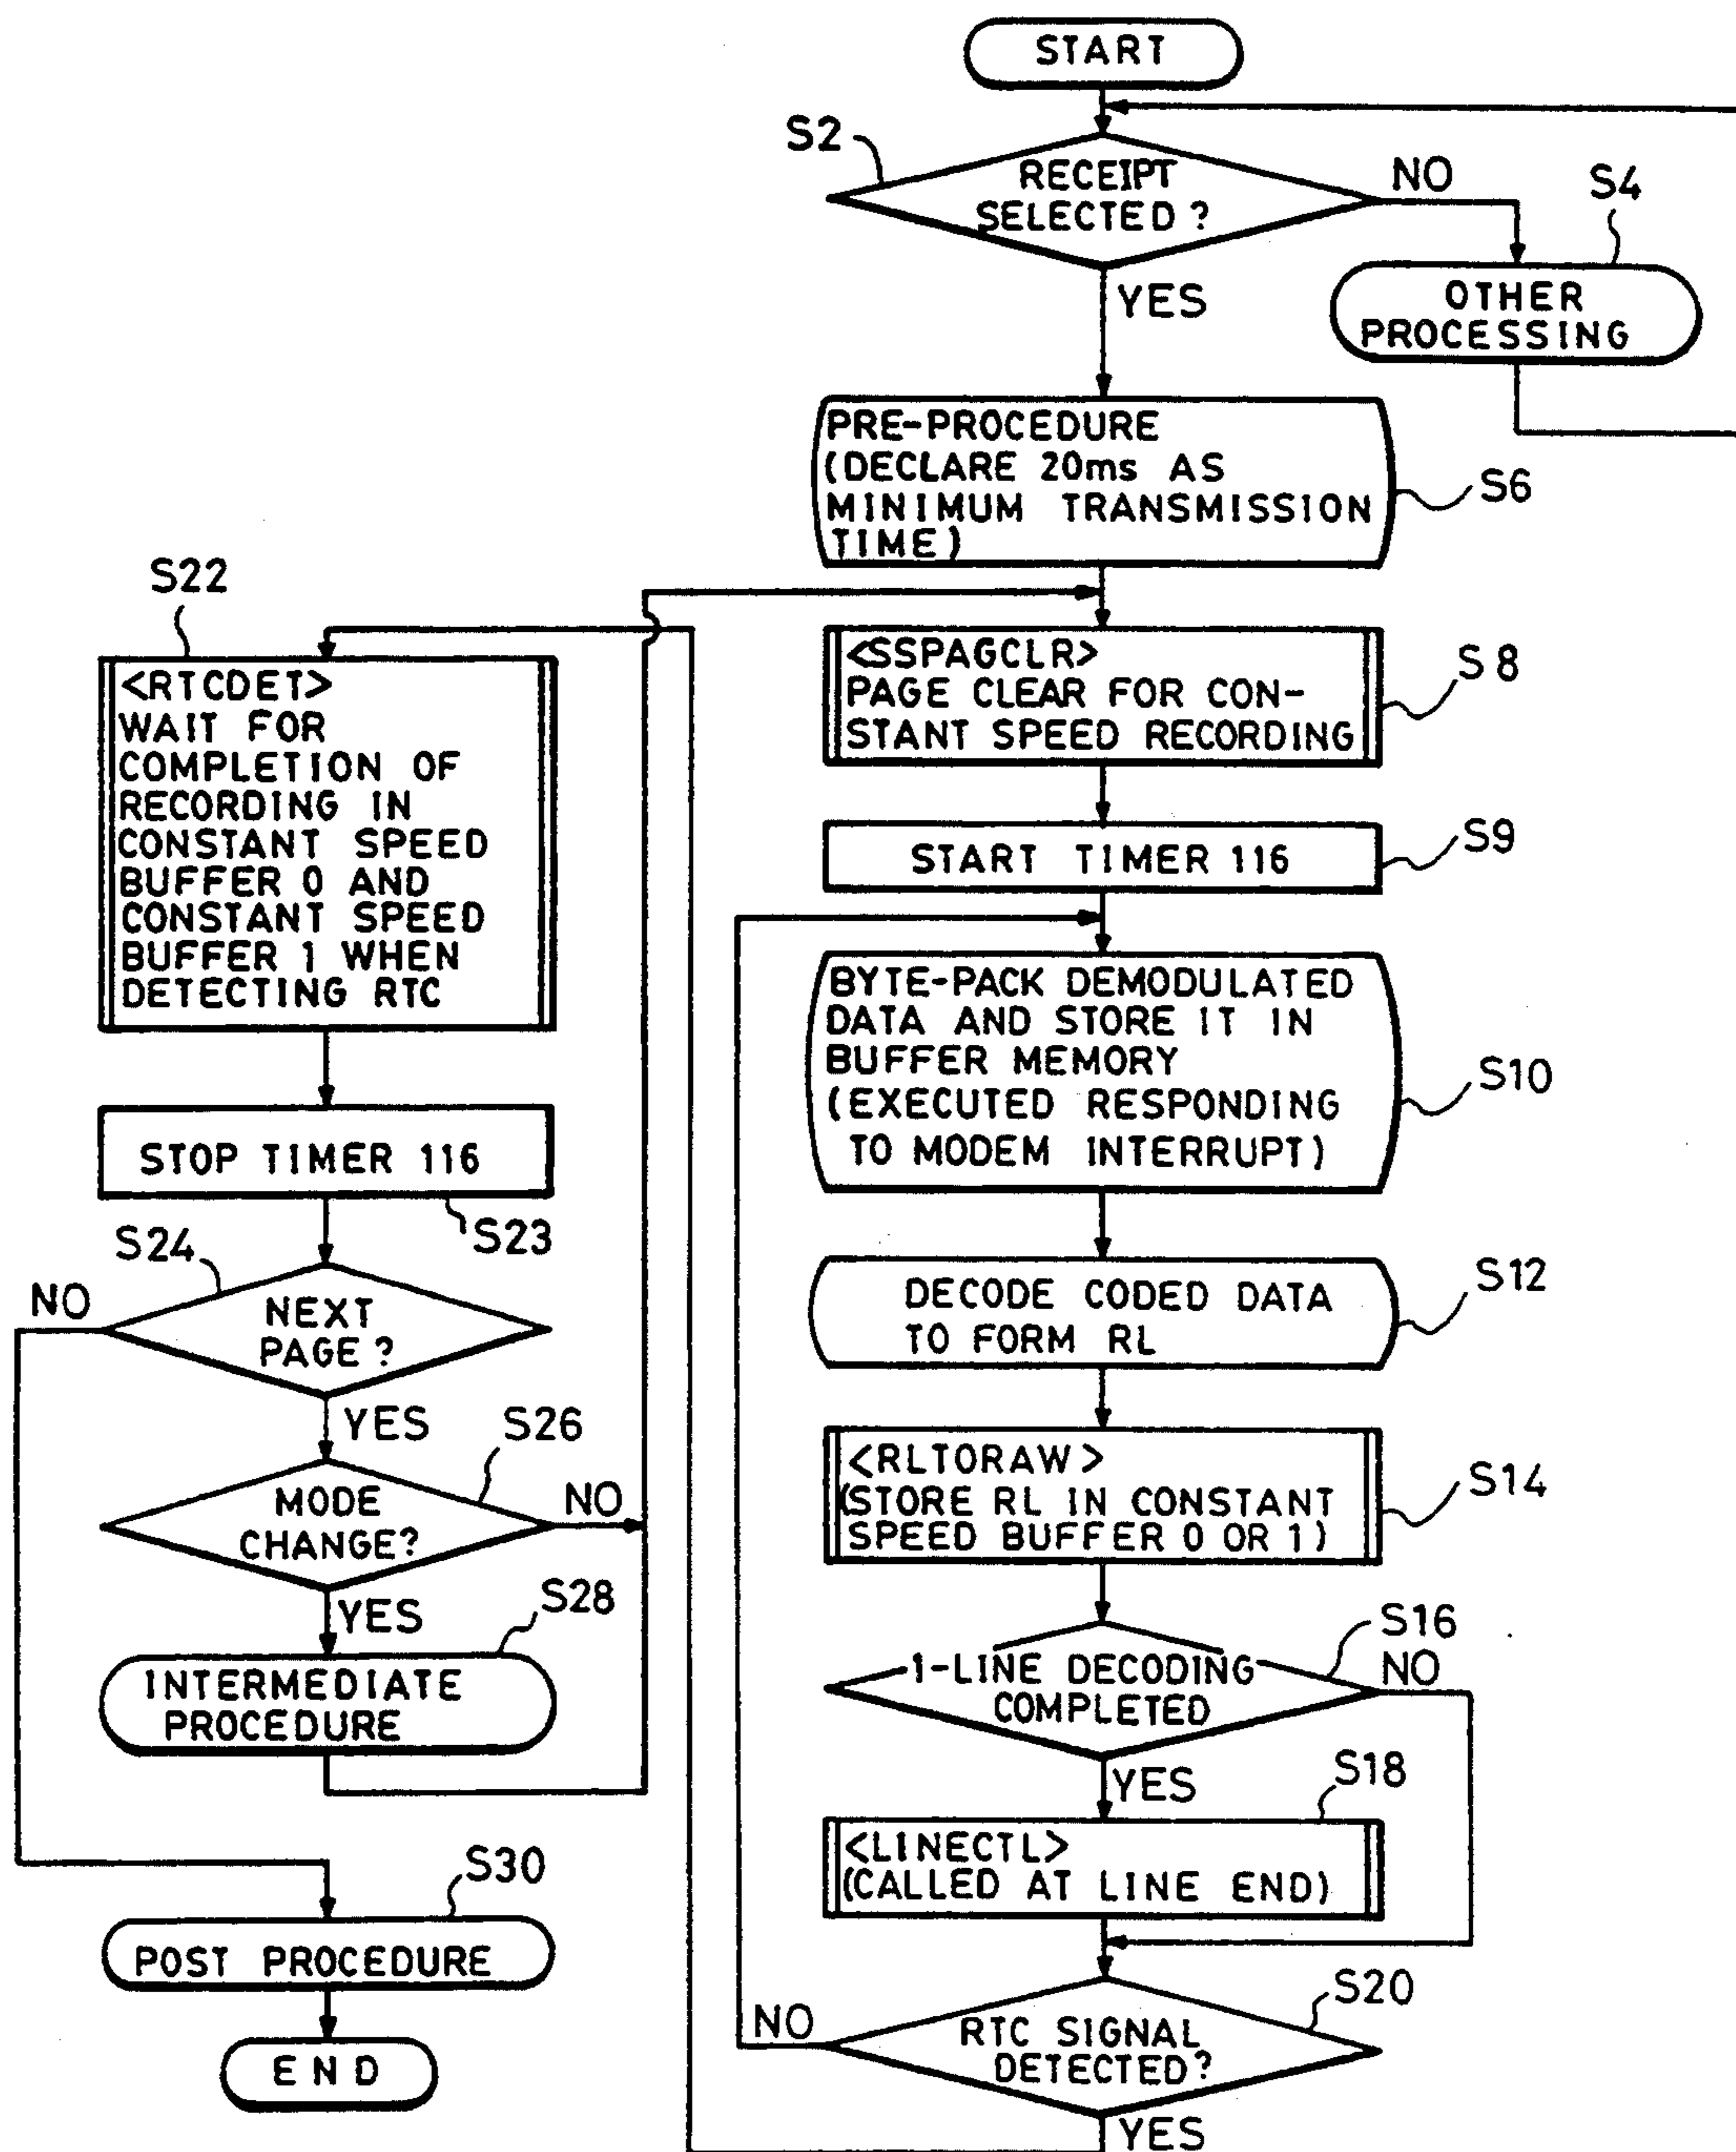 START
S2
RECEIPT
SELECTED?
NO
S4
OTHER
PROCESSING
YES
PRE-PROCEDURE
(DECLARE 20ms AS
MINIMUM TRANSMISSION
TIME)
S6
<SSPAGCLR>
PAGE CLEAR FOR CON-
STANT SPEED RECORDING
S8
START TIMER 116
S9
BYTE-PACK DEMODULATED
DATA AND STORE IT IN
BUFFER MEMORY
(EXECUTED RESPONDING
TO MODEM INTERRUPT)
S10
DECODE CODED DATA
TO FORM RL
S12
<RLTORAW>
(STORE RL IN CONSTANT
SPEED BUFFER 0 OR 1)
S14
1-LINE DECODING
COMPLETED
S16
NO
YES
S18
<LINECTL>
(CALLED AT LINE END)
S20
RTC SIGNAL
DETECTED?
NO
YES
S22
<RTCDET>
WAIT FOR
COMPLETION OF
RECORDING IN
CONSTANT SPEED
BUFFER 0 AND
CONSTANT SPEED
BUFFER 1 WHEN
DETECTING RTC
STOP TIMER 116
S23
S24
NO
NEXT
PAGE?
YES
S26
MODE
CHANGE?
NO
YES
S28
INTERMEDIATE
PROCEDURE
S30
POST PROCEDURE
END